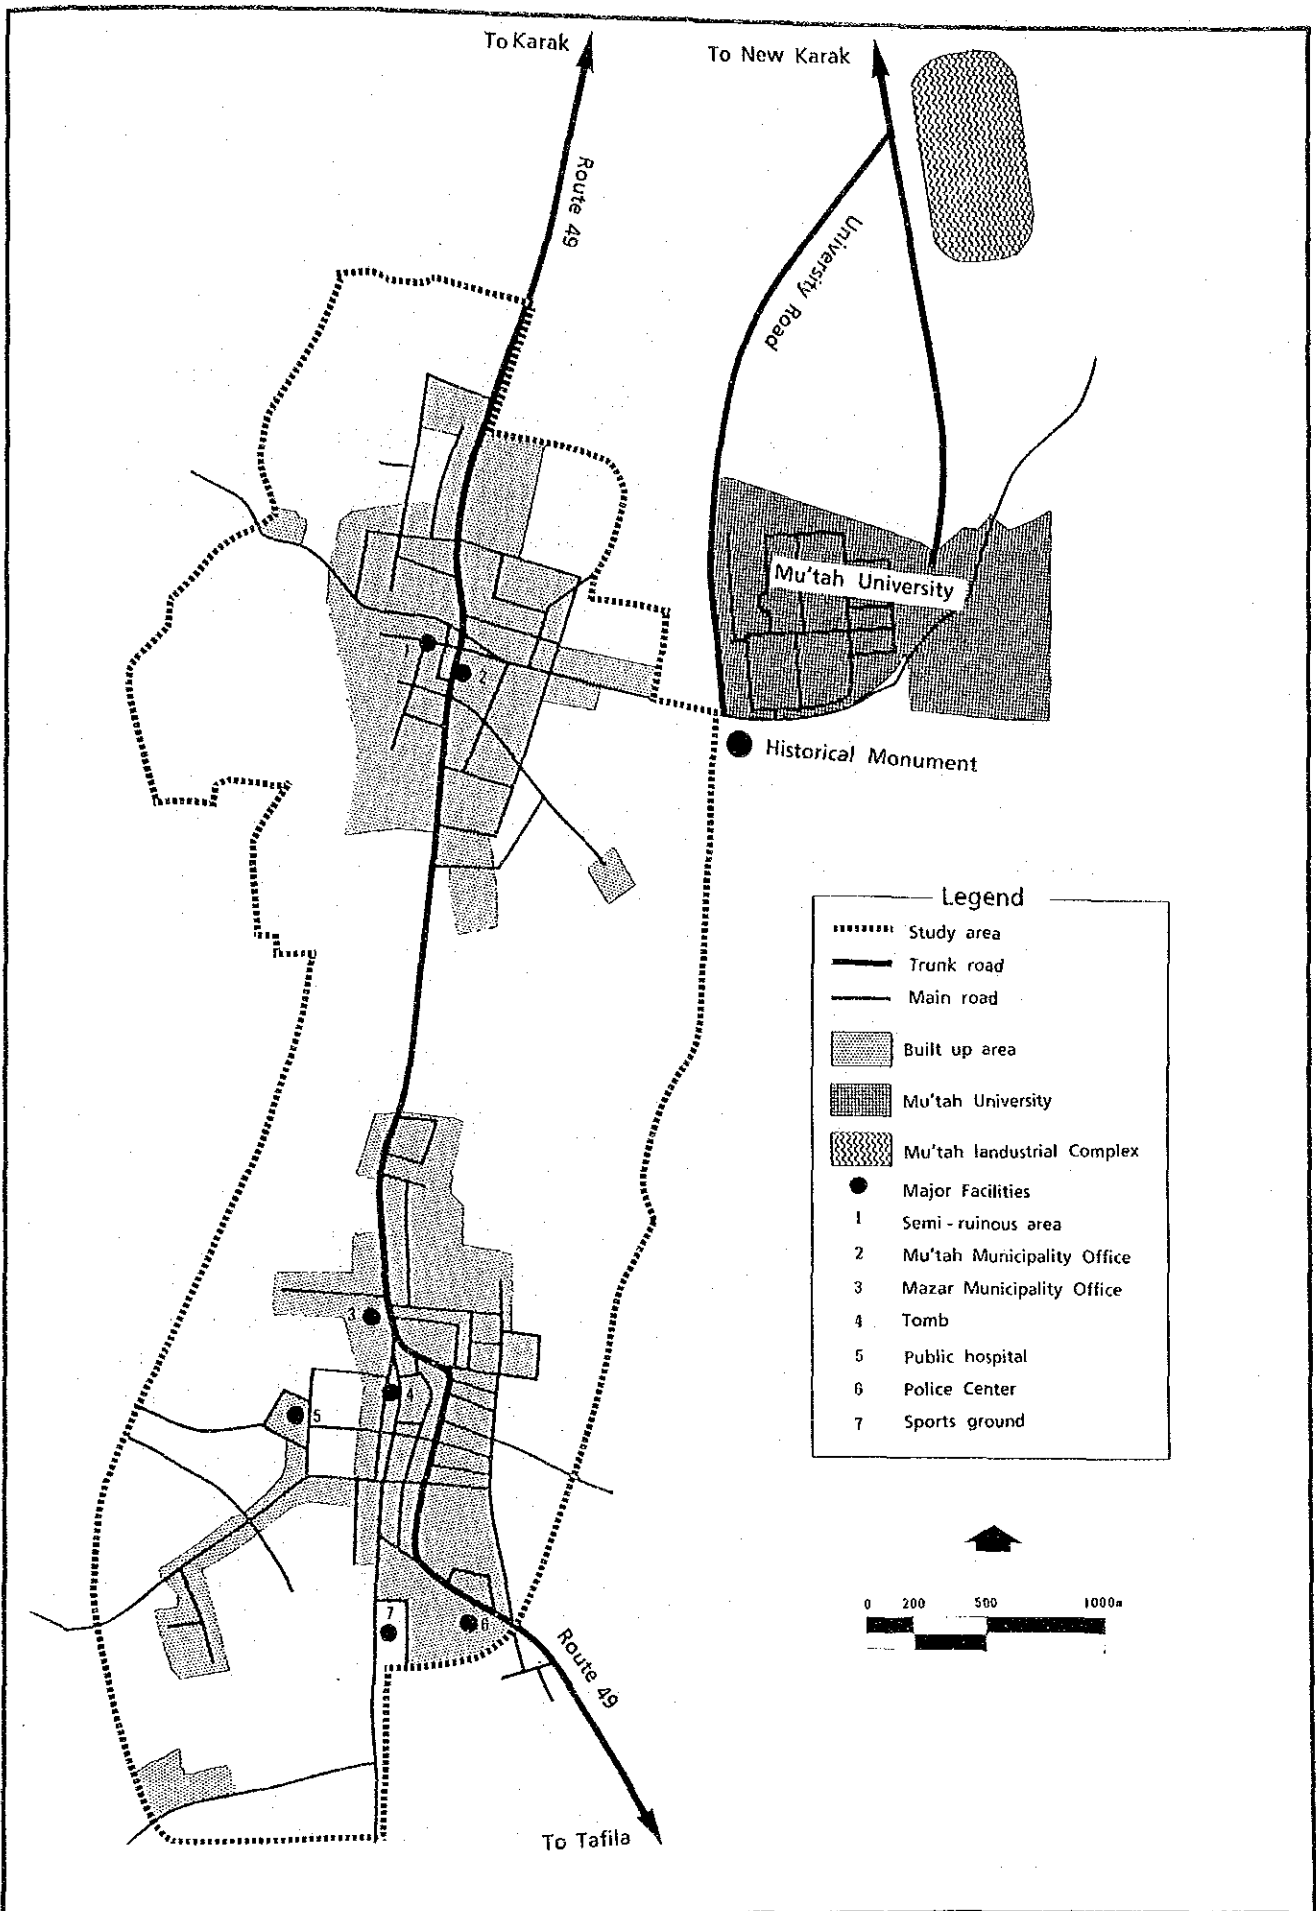 To Karak
To New Karak
Route 49
University Road
Mu'tah University
1
2
Historical Monument
Legend
Study area
Trunk road
Main road
Built up area
Mu'tah University
Mu'tah landustrial Complex
Major Facilities
1 Semi-ruinous area
2 Mu'tah Municipality Office
3 Mazar Municipality Office
4 Tomb
5 Public hospital
6 Police Center
7 Sports ground
3
4
5
7
6
0 200 500 1000m
Route 49
To Tafila